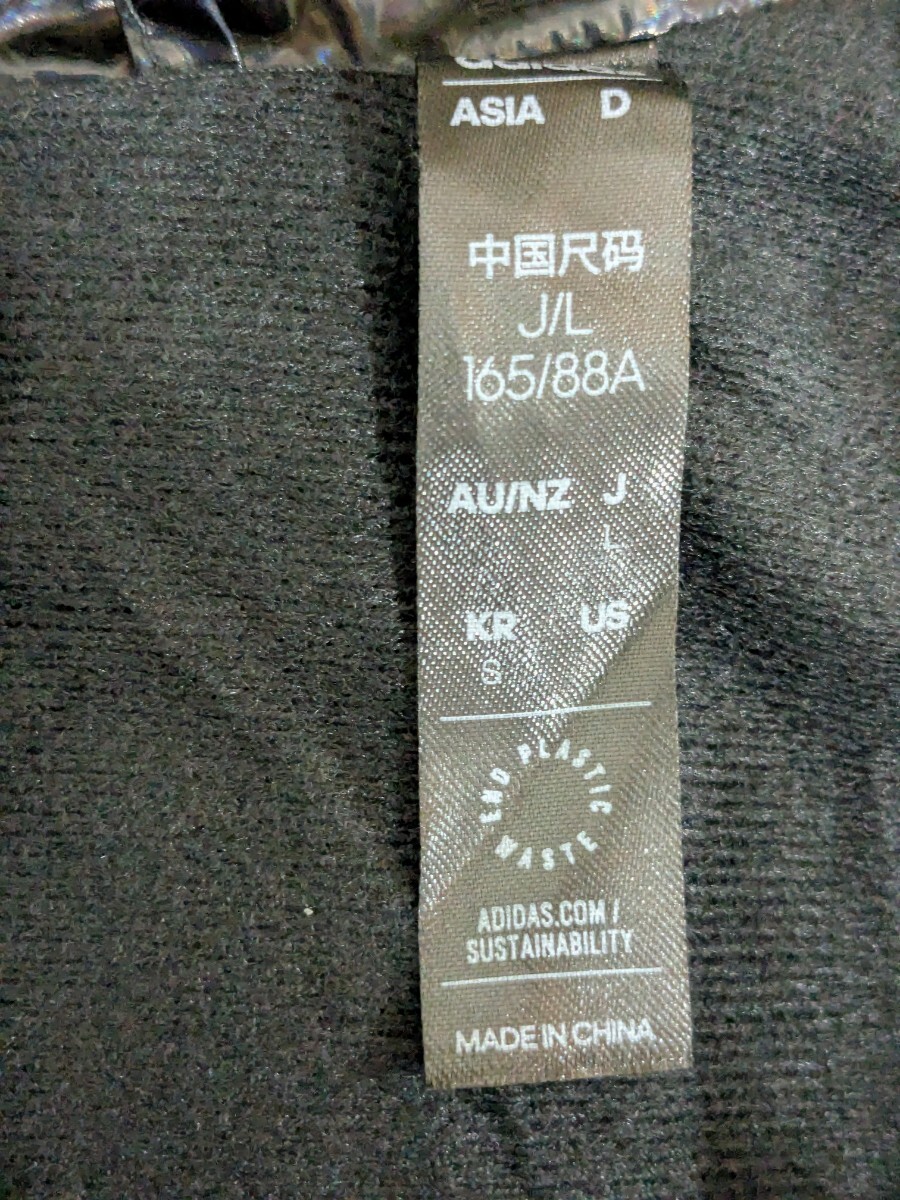 ASIA D
中国尺码
J/L
165/88A
AU/NZ J
L
KR US
END PLASTIC WASTE
ADIDAS.COM /
SUSTAINABILITY
MADE IN CHINA